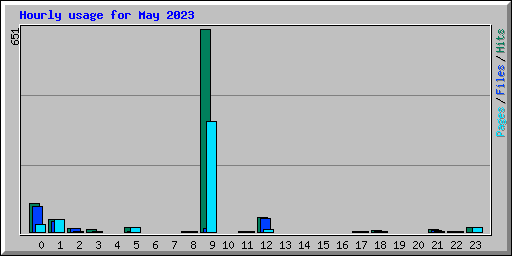 Hourly usage for May 2023
651
Pages/Files/Hits
0 1 2 3 4 5 6 7 8 9 10 11 12 13 14 15 16 17 18 19 20 21 22 23